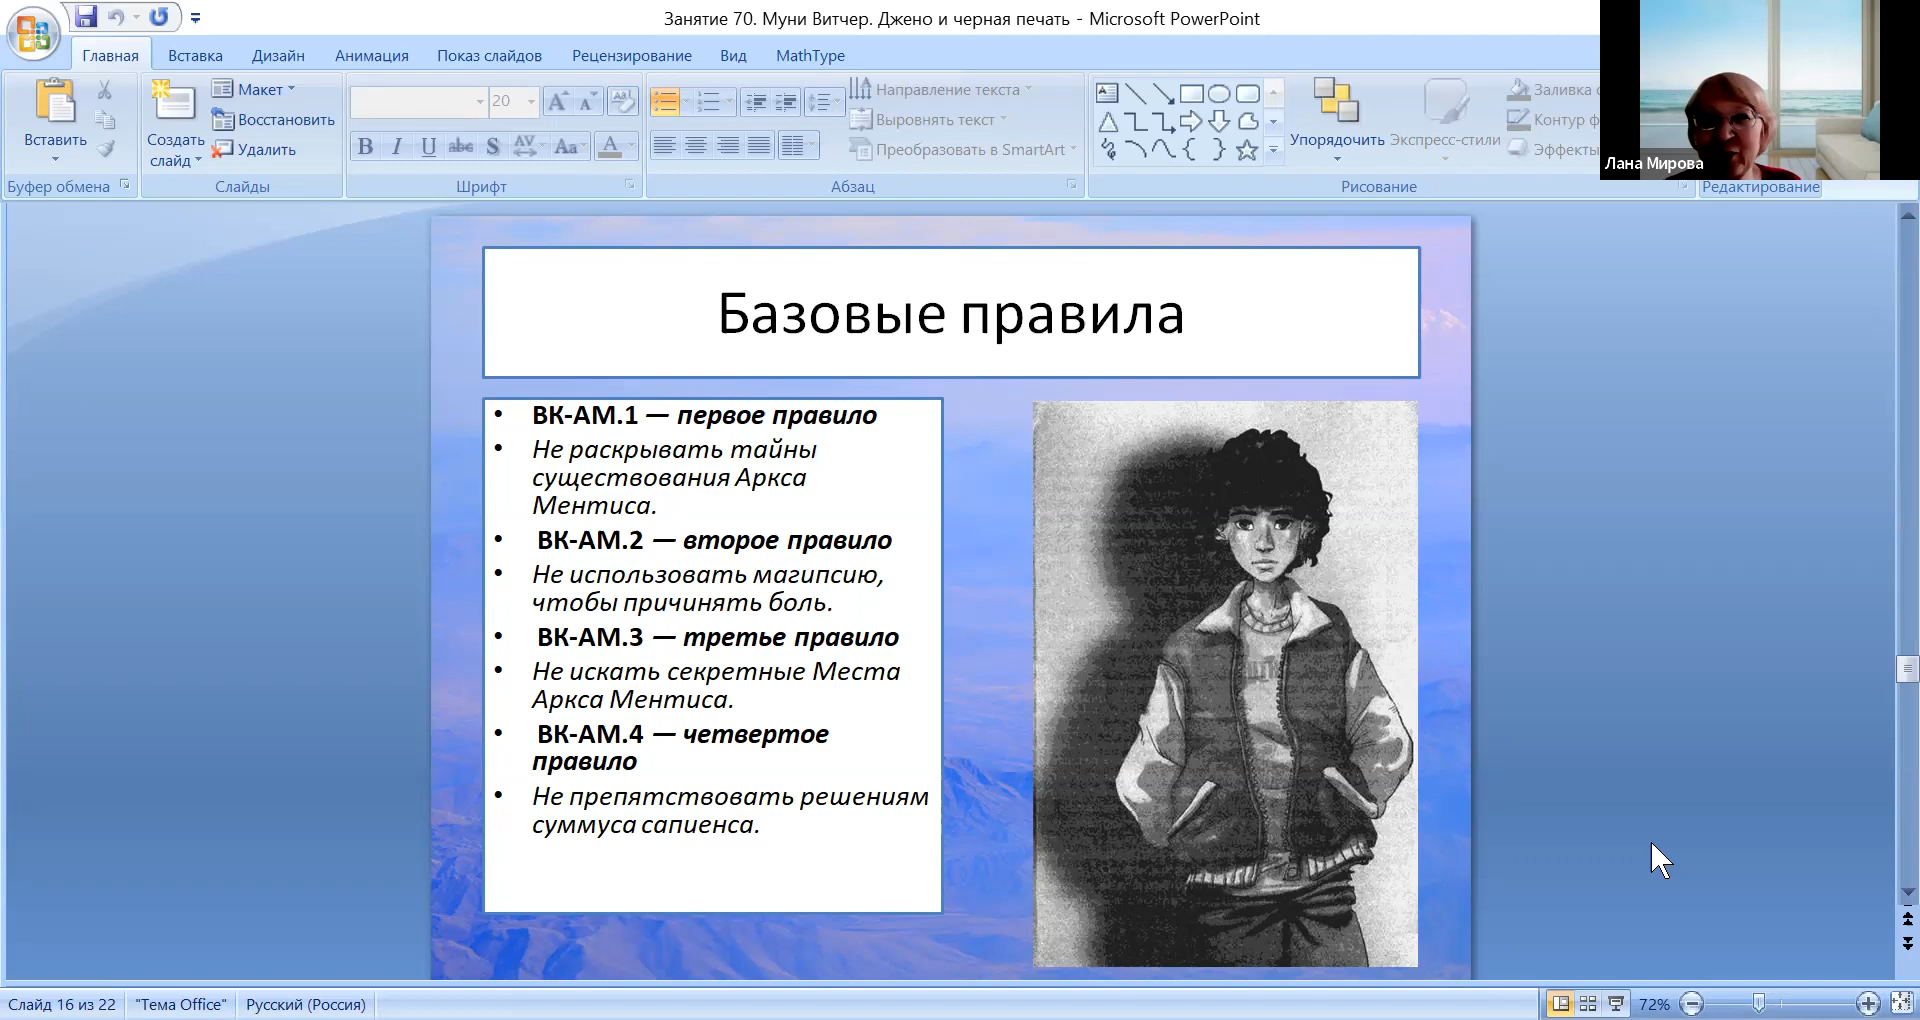 Занятие 70. Муни Витчер. Джено и черная печать - Microsoft PowerPoint
Главная Вставка Дизайн Анимация Показ слайдов Рецензирование Вид MathType
Вставить
Буфер обмена
Создать слайд
Макет
Восстановить
Удалить
Слайды
20
Шрифт
Направление текста
Выровнять текст
Преобразовать в SmartArt
Абзац
Упорядочить
Экспресс-стили
Заливка
Контур ф
Эффекты
Рисование
Редактирование
Лана Мирова
Базовые правила
• ВК-АМ.1 — первое правило
• Не раскрывать тайны
существования Аркса
Ментиса.
• ВК-АМ.2 — второе правило
• Не использовать магипсию,
чтобы причинять боль.
• ВК-АМ.3 — третье правило
• Не искать секретные Места
Аркса Ментиса.
• ВК-АМ.4 — четвертое
правило
• Не препятствовать решениям
суммуса сапиенса.
Слайд 16 из 22 "Тема Office" Русский (Россия) 72%